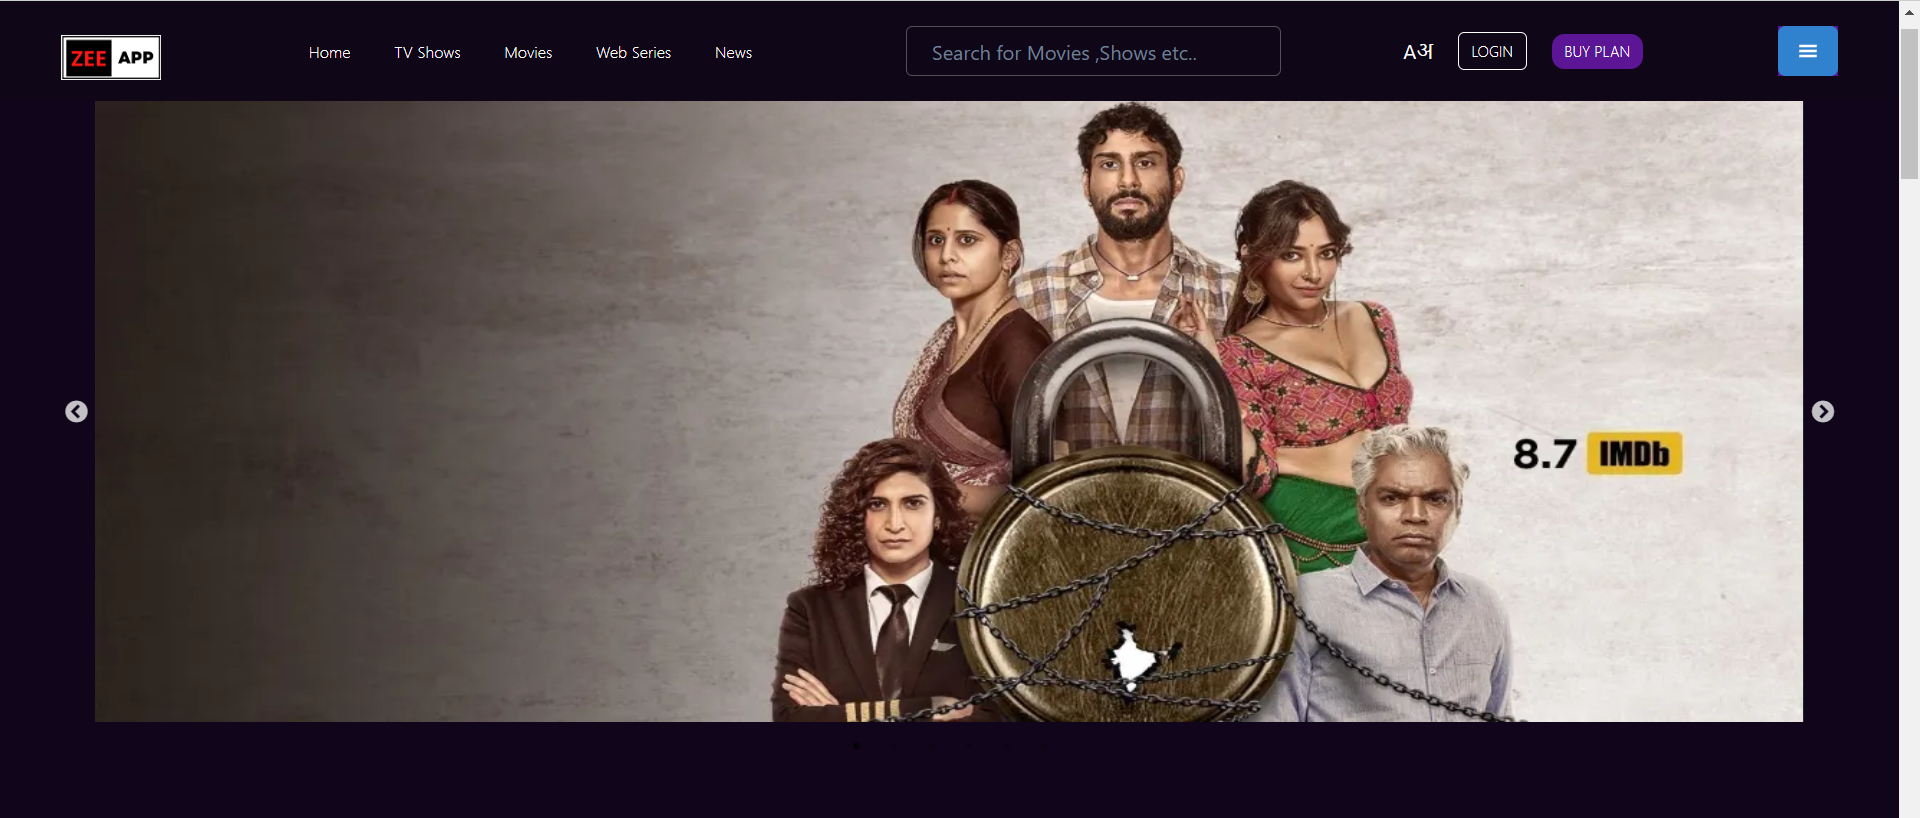 ZEE APP
Home TV Shows Movies Web Series News
Search for Movies ,Shows etc..
Aअ LOGIN BUY PLAN
8.7 IMDb